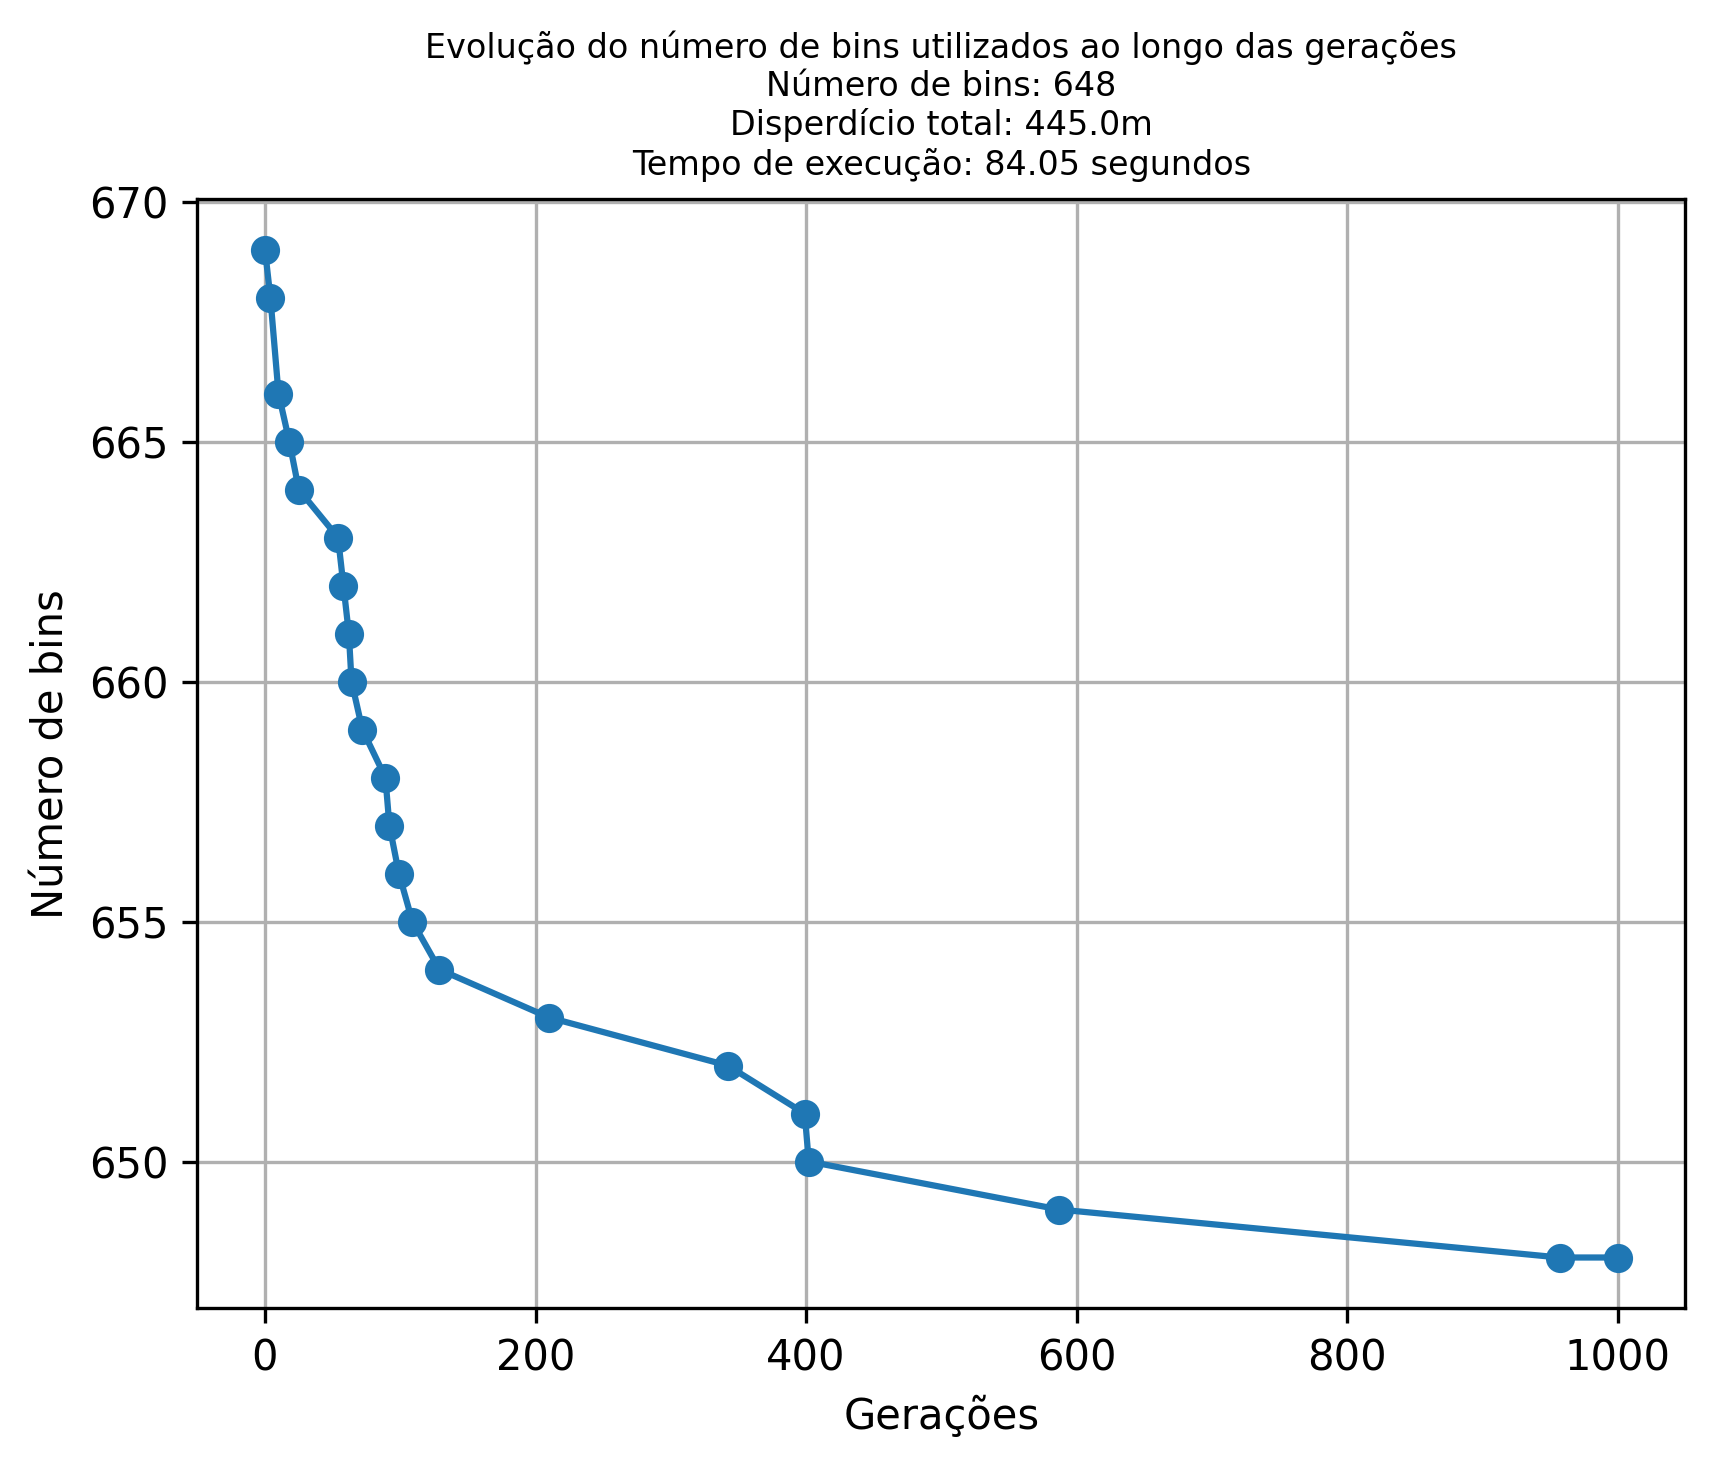 Evolução do número de bins utilizados ao longo das gerações
Número de bins: 648
Disperdício total: 445.0m
Tempo de execução: 84.05 segundos
670
665
660
655
650
Número de bins
0 200 400 600 800 1000
Gerações